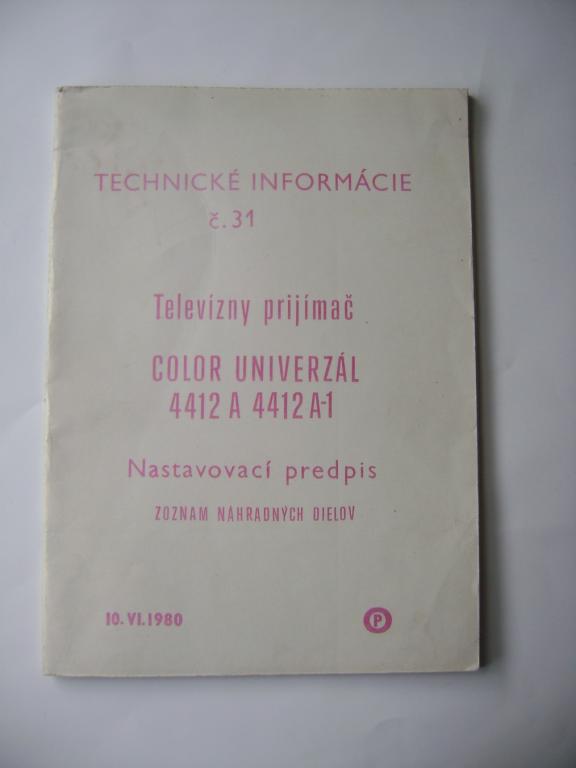 TECHNICKÉ INFORMÁCIE
č. 31
Televízny prijímač
COLOR UNIVERZÁL
4412 A 4412 A-1
Nastavovací predpis
ZOZNAM NÁHRADNÝCH DIELOV
10. VI. 1980
P